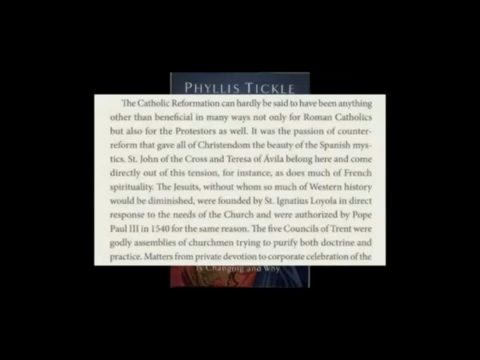 PHYLLIS TICKLE
The Catholic Reformation can hardly be said to have been anything
other than beneficial in many ways not only for Roman Catholics
but also for the Protestors as well. It was the passion of counter-
reform that gave all of Christendom the beauty of the Spanish mys-
tics. St. John of the Cross and Teresa of Ávila belong here and come
directly out of this tension, for instance, as does much of French
spirituality. The Jesuits, without whom so much of Western history
would be diminished, were founded by St. Ignatius Loyola in direct
response to the needs of the Church and were authorized by Pope
Paul III in 1540 for the same reason. The five Councils of Trent were
godly assemblies of churchmen trying to purify both doctrine and
practice. Matters from private devotion to corporate celebration of the
Is Changing and Why